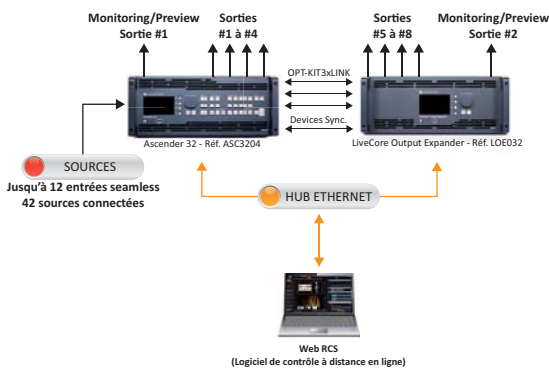 Monitoring/Preview
Sortie #1
Sorties
#1 à #4
Sorties
#5 à #8
Monitoring/Preview
Sortie #2
OPT-KIT3xLINK
Devices Sync.
Ascender 32 - Réf. ASC3204
LiveCore Output Expander - Réf. LOE032
SOURCES
Jusqu'à 12 entrées seamless
42 sources connectées
HUB ETHERNET
Web RCS
(Logiciel de contrôle à distance en ligne)